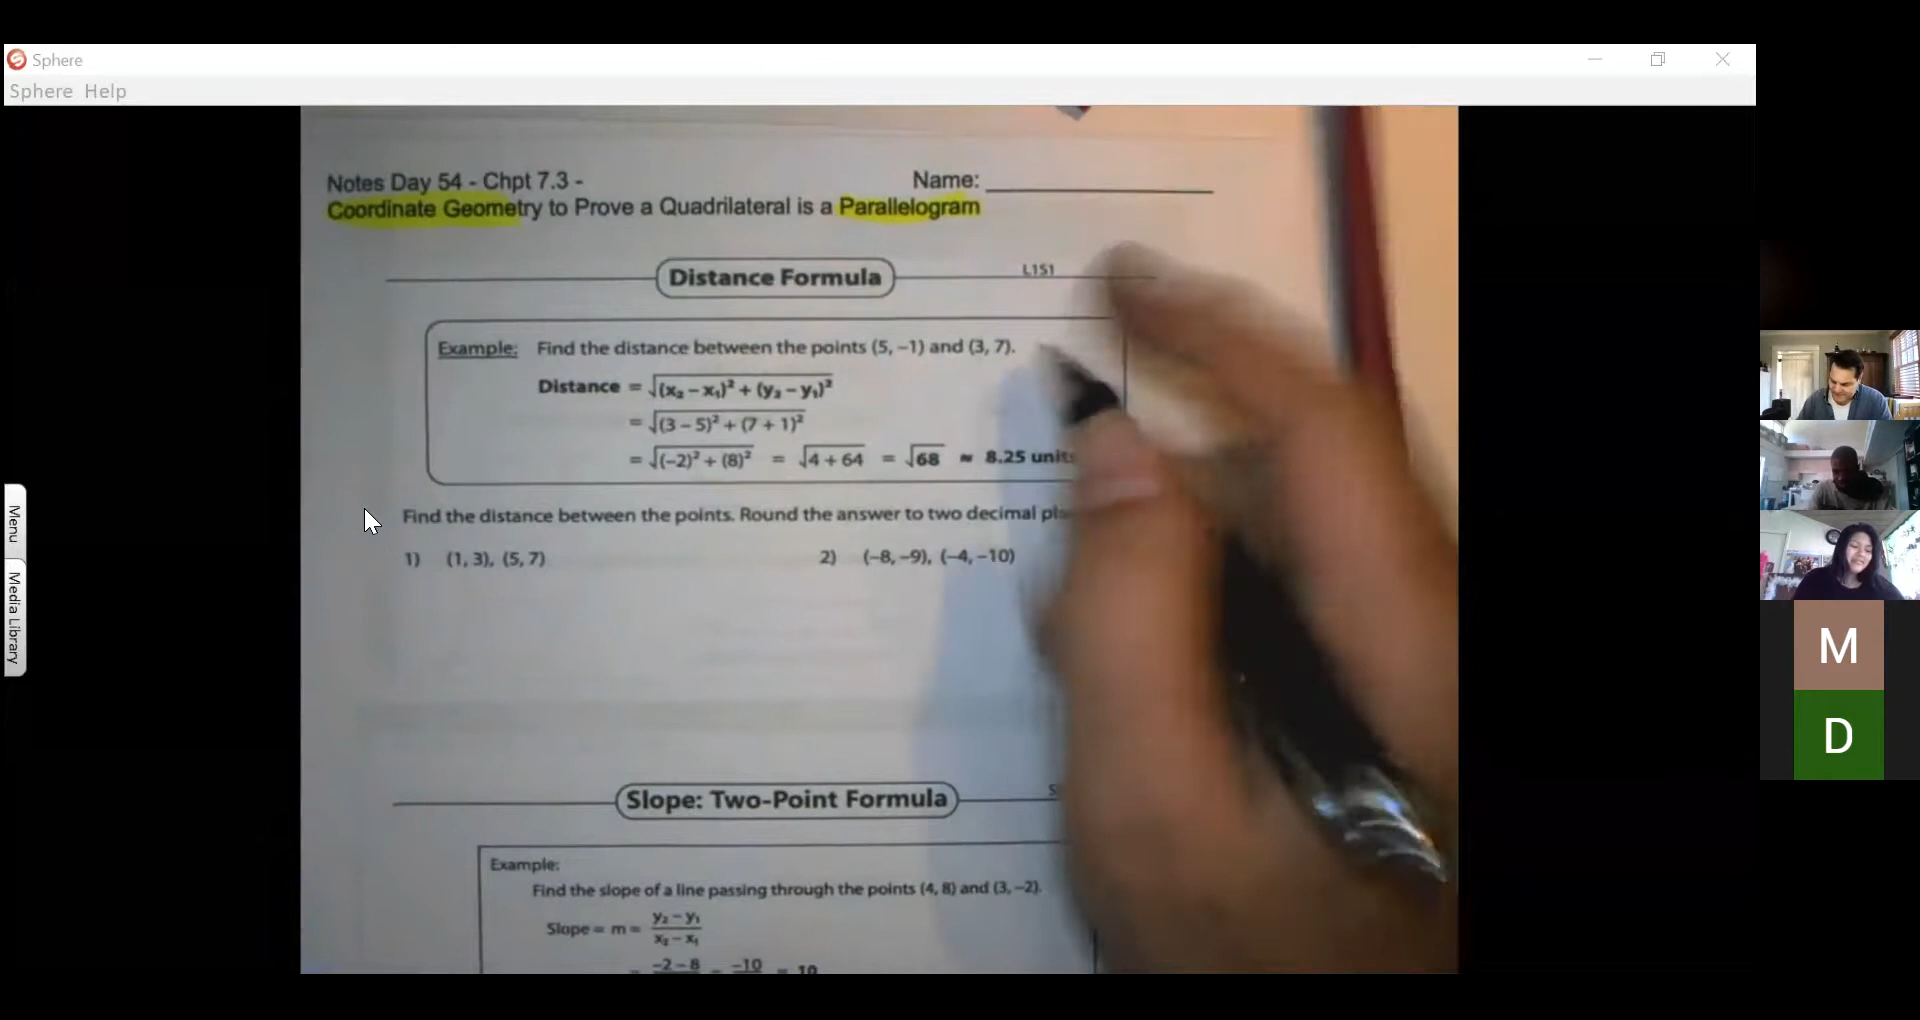 Sphere
Sphere Help
Notes Day 54 - Chpt 7.3 -
Name:
Coordinate Geometry to Prove a Quadrilateral is a Parallelogram
Distance Formula
L1S1
Example: Find the distance between the points (5, −1) and (3, 7).
Distance = √(x₂ − x₁)² + (y₂ − y₁)²
= √(3 − 5)² + (7 + 1)²
= √(−2)² + (8)² = √4 + 64 = √68 ≈ 8.25
Find the distance between the points. Round the answer to two decimal
1) (1, 3), (5, 7)
2) (−8, −9), (−4, −10)
Slope: Two-Point Formula
Example:
Find the slope of a line passing through the points (4, 8) and (3, −2).
Slope = m = y₂ − y₁
x₂ − x₁
= −2 − 8 = −10 = 10
Menu
Media Library
M
D